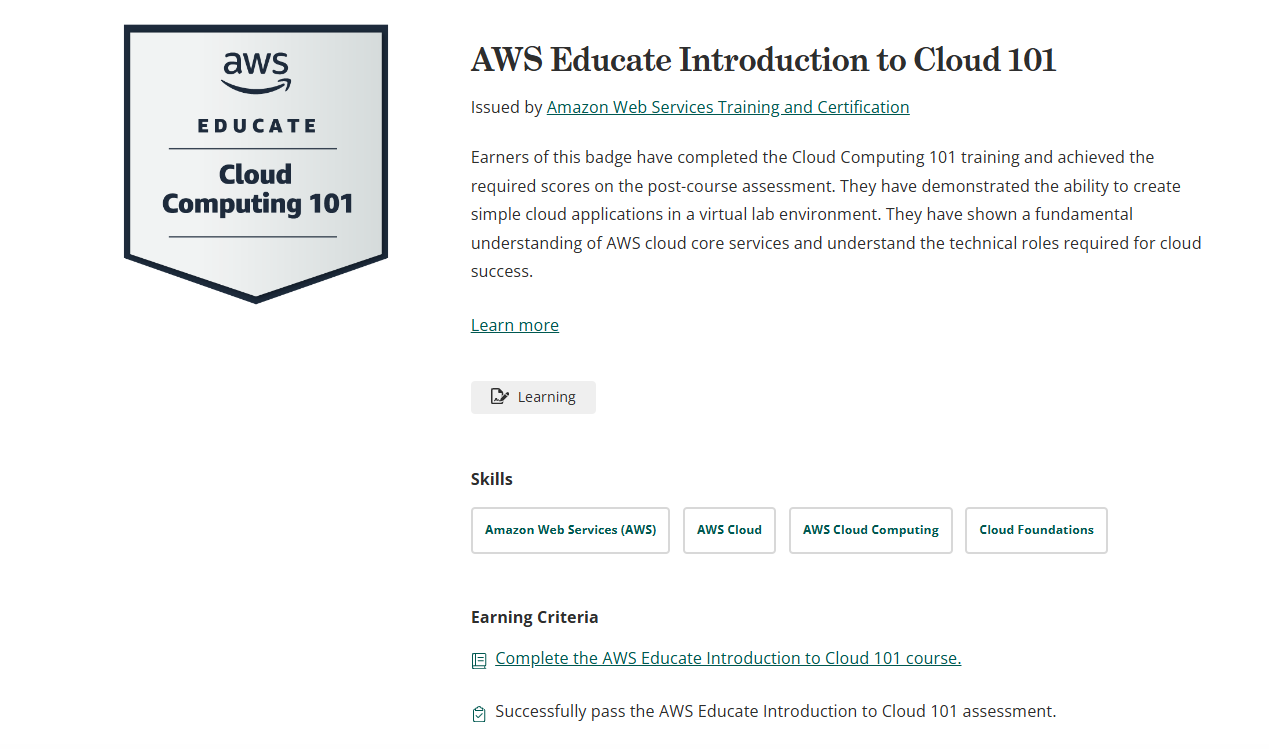 aws
EDUCATE
Cloud
Computing 101
AWS Educate Introduction to Cloud 101
Issued by Amazon Web Services Training and Certification
Earners of this badge have completed the Cloud Computing 101 training and achieved the
required scores on the post-course assessment. They have demonstrated the ability to create
simple cloud applications in a virtual lab environment. They have shown a fundamental
understanding of AWS cloud core services and understand the technical roles required for cloud
success.
Learn more
Learning
Skills
Amazon Web Services (AWS) AWS Cloud AWS Cloud Computing Cloud Foundations
Earning Criteria
Complete the AWS Educate Introduction to Cloud 101 course.
Successfully pass the AWS Educate Introduction to Cloud 101 assessment.